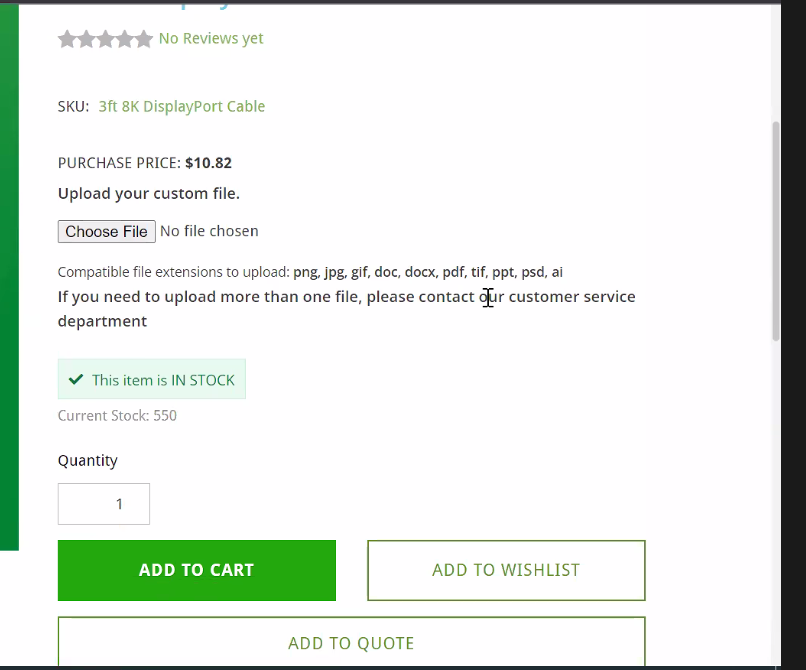 No Reviews yet
SKU: 3ft 8K DisplayPort Cable
PURCHASE PRICE: $10.82
Upload your custom file.
Choose File No file chosen
Compatible file extensions to upload: png, jpg, gif, doc, docx, pdf, tif, ppt, psd, ai
If you need to upload more than one file, please contact our customer service
department
This item is IN STOCK
Current Stock: 550
Quantity
1
ADD TO CART ADD TO WISHLIST
ADD TO QUOTE